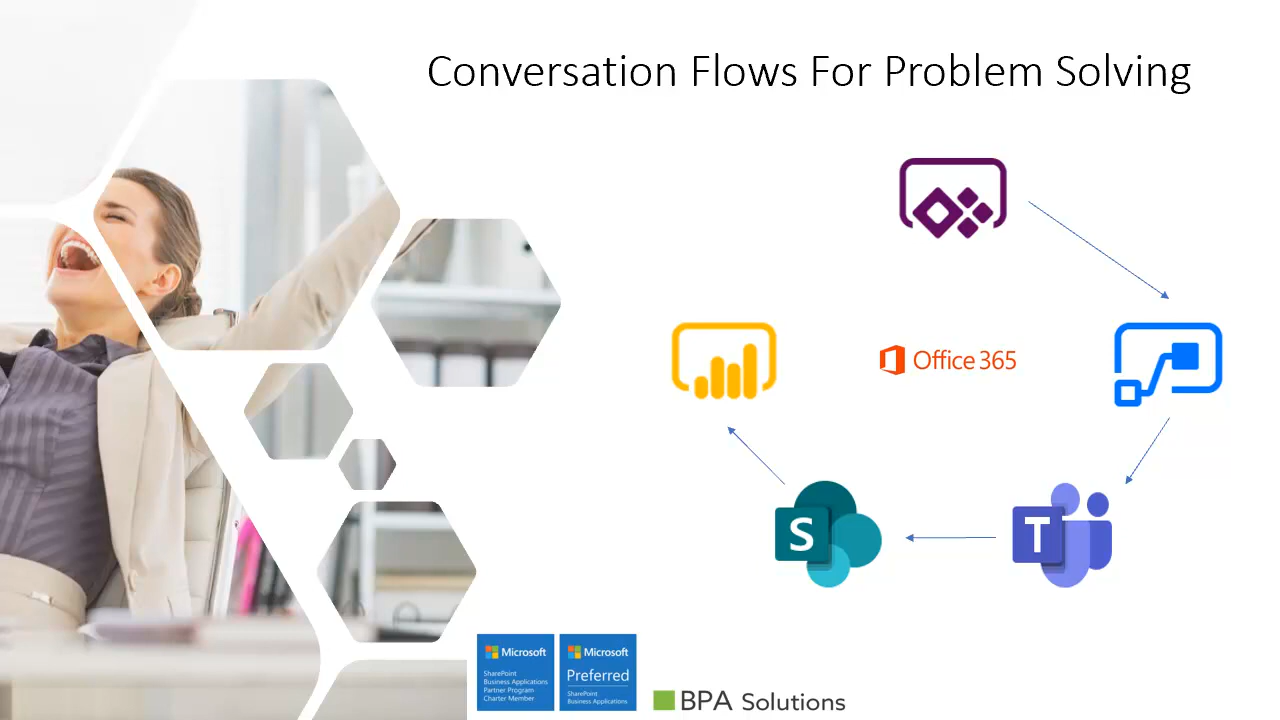 Conversation Flows For Problem Solving
Office 365
S
T
Microsoft
SharePoint
Business Applications
Partner Program
Charter Member
Microsoft
Preferred
SharePoint
Business Applications
BPA Solutions